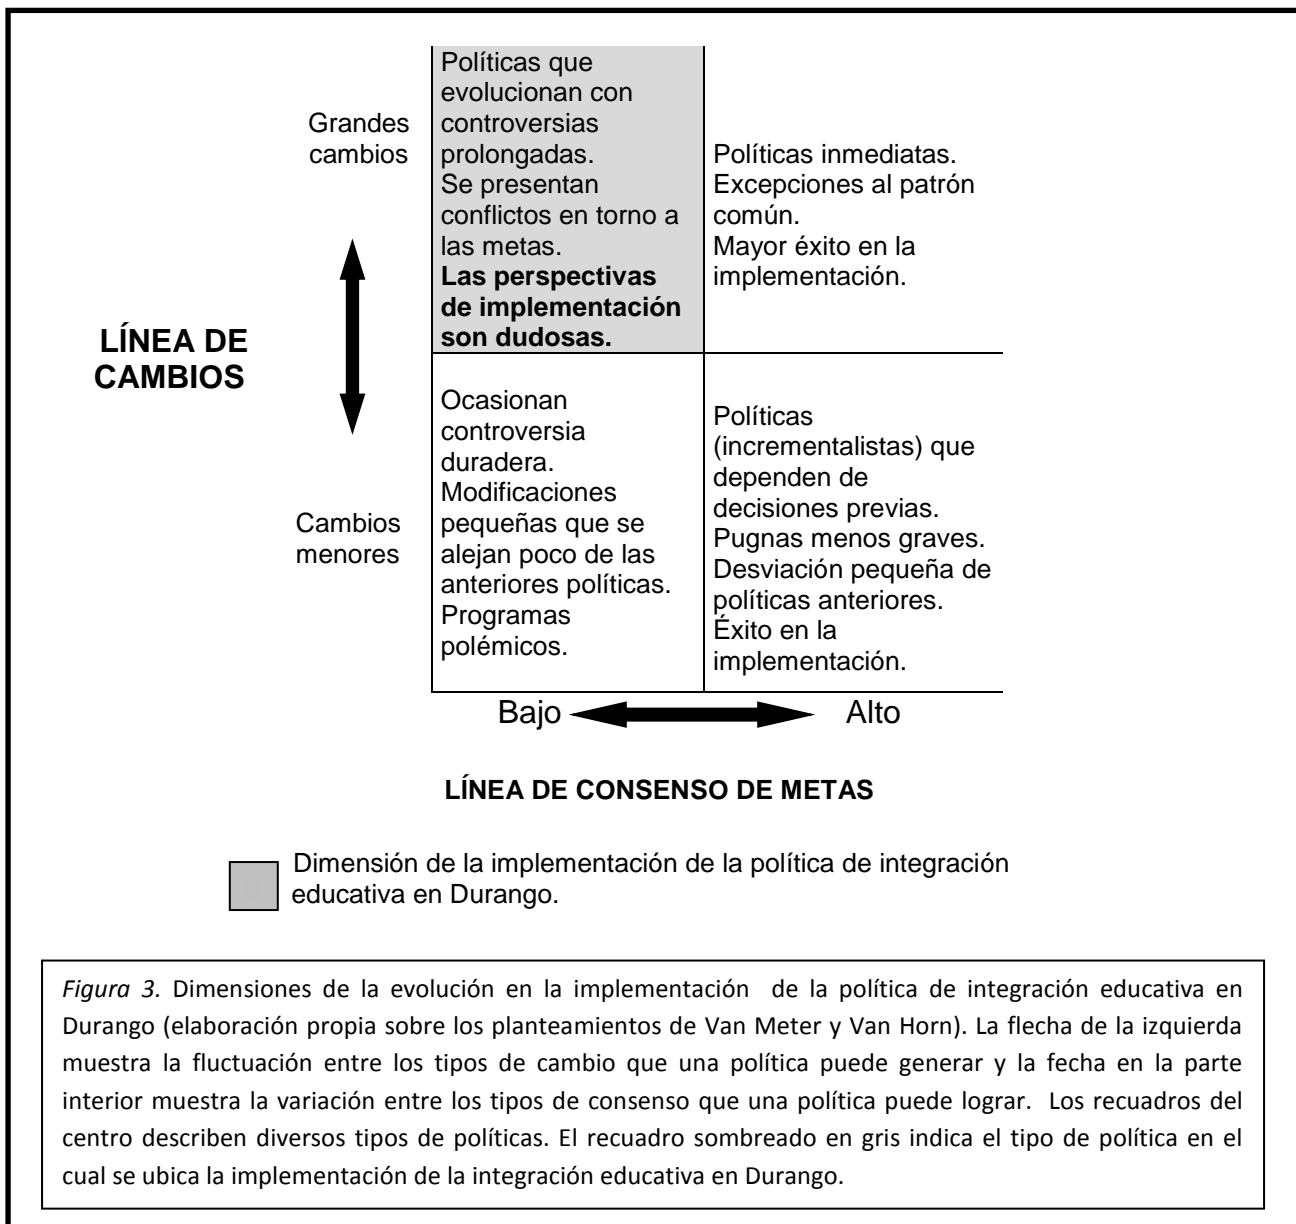 Políticas que
evolucionan con
controversias
prolongadas.
Se presentan
conflictos en torno a
las metas.
Las perspectivas
de implementación
son dudosas.
Grandes
cambios
Políticas inmediatas.
Excepciones al patrón
común.
Mayor éxito en la
implementación.
LÍNEA DE
CAMBIOS
Ocasionan
controversia
duradera.
Modificaciones
pequeñas que se
alejan poco de las
anteriores políticas.
Programas
polémicos.
Políticas
(incrementalistas) que
dependen de
decisiones previas.
Pugnas menos graves.
Desviación pequeña de
políticas anteriores.
Éxito en la
implementación.
Cambios
menores
Bajo
Alto
LÍNEA DE CONSENSO DE METAS
Dimensión de la implementación de la política de integración
educativa en Durango.
Figura 3. Dimensiones de la evolución en la implementación de la política de integración educativa en
Durango (elaboración propia sobre los planteamientos de Van Meter y Van Horn). La flecha de la izquierda
muestra la fluctuación entre los tipos de cambio que una política puede generar y la fecha en la parte
interior muestra la variación entre los tipos de consenso que una política puede lograr. Los recuadros del
centro describen diversos tipos de políticas. El recuadro sombreado en gris indica el tipo de política en el
cual se ubica la implementación de la integración educativa en Durango.